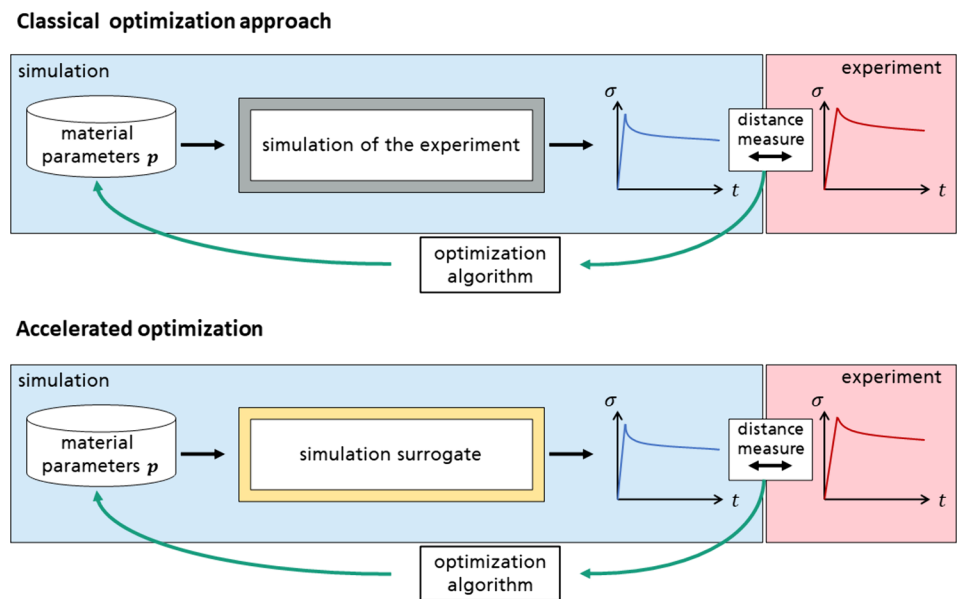 Classical optimization approach
simulation
experiment
material
parameters p
simulation of the experiment
σ
t
distance
measure
σ
t
optimization
algorithm
Accelerated optimization
simulation
experiment
material
parameters p
simulation surrogate
σ
t
distance
measure
σ
t
optimization
algorithm